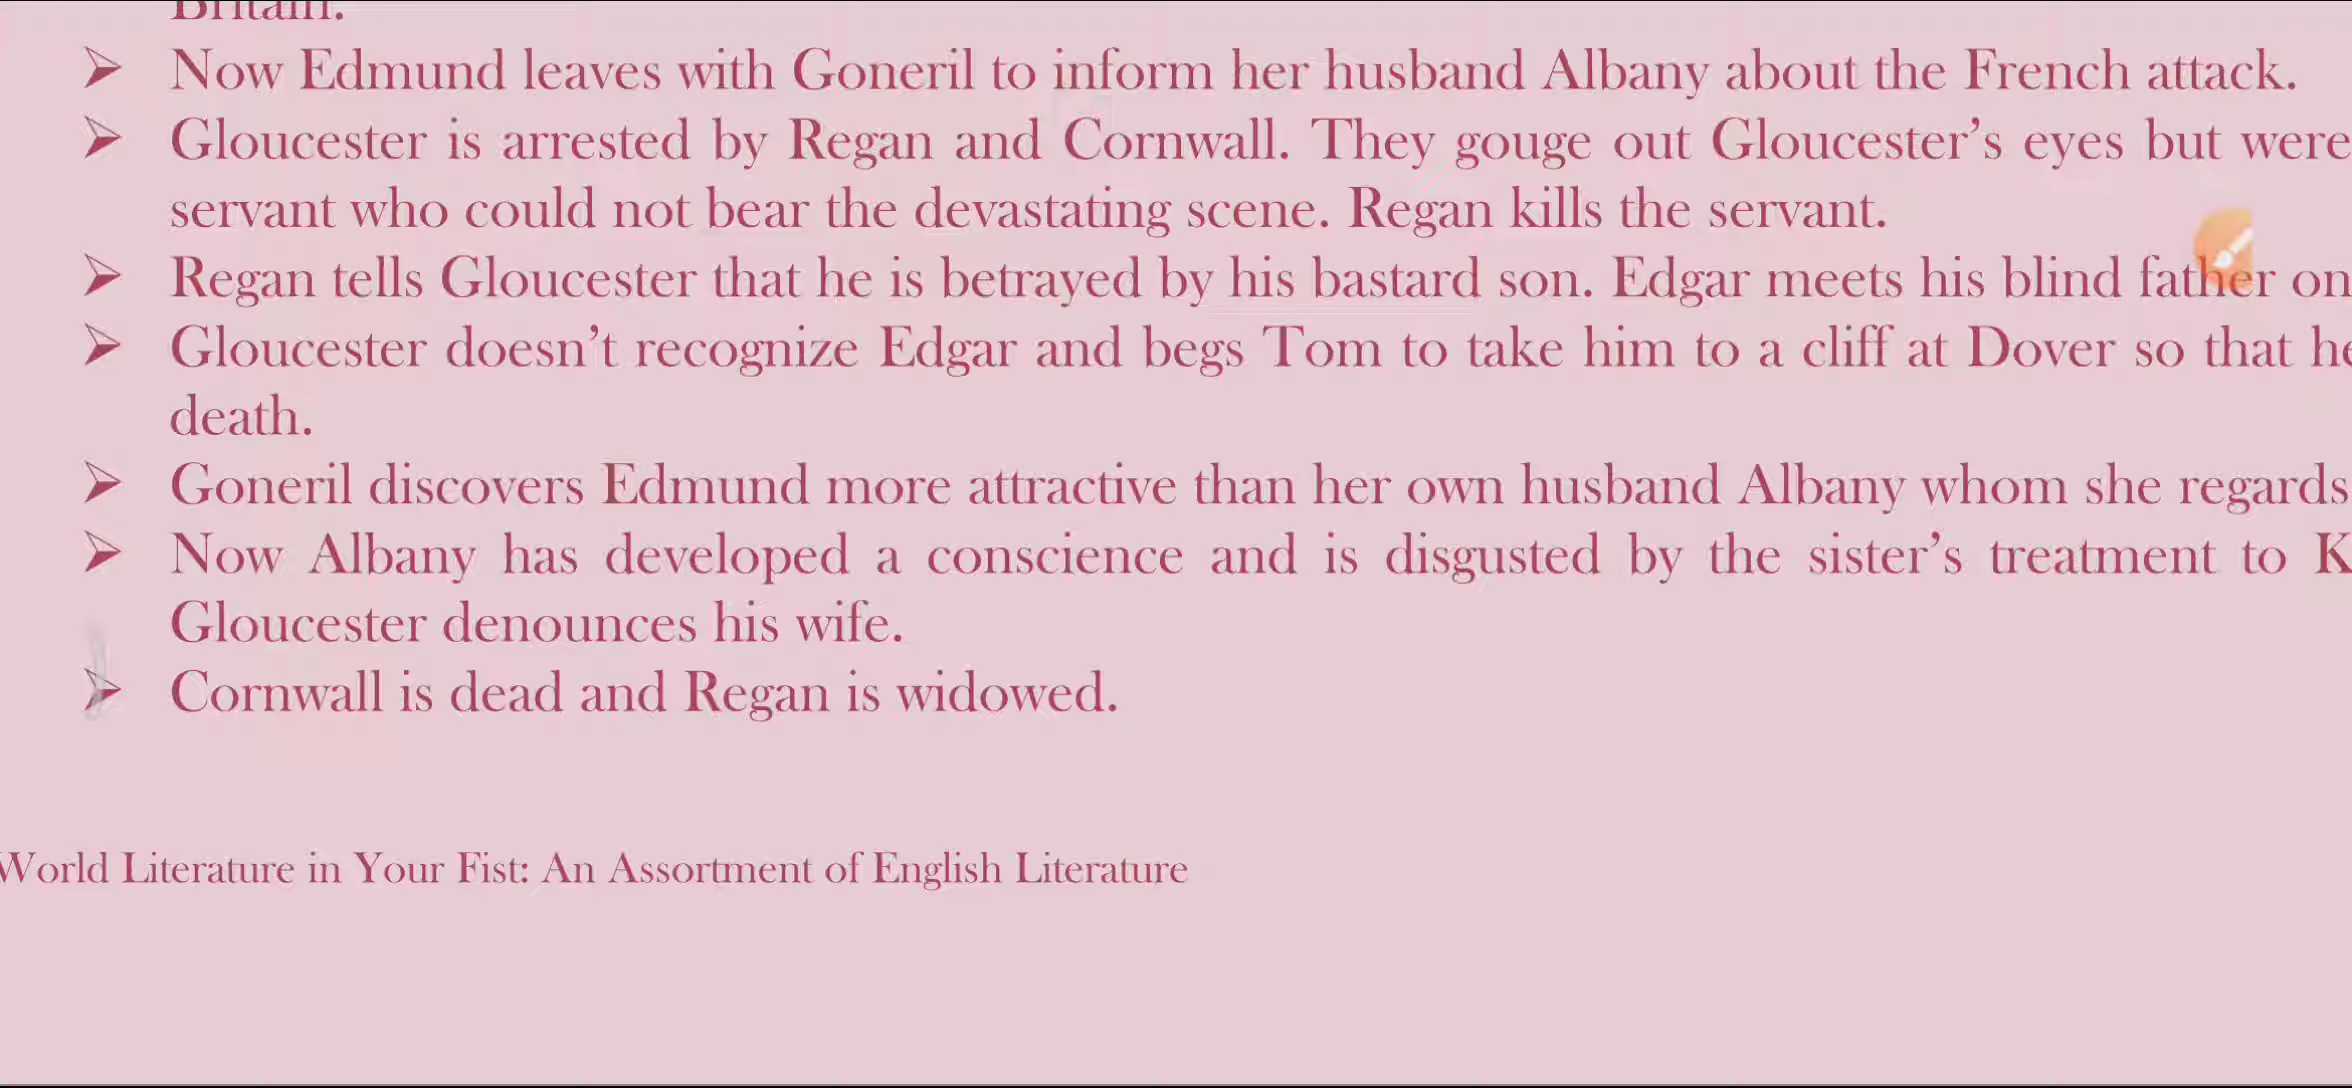 Britain.
➢ Now Edmund leaves with Goneril to inform her husband Albany about the French attack.
➢ Gloucester is arrested by Regan and Cornwall. They gouge out Gloucester’s eyes but were
servant who could not bear the devastating scene. Regan kills the servant.
➢ Regan tells Gloucester that he is betrayed by his bastard son. Edgar meets his blind father on
➢ Gloucester doesn’t recognize Edgar and begs Tom to take him to a cliff at Dover so that he
death.
➢ Goneril discovers Edmund more attractive than her own husband Albany whom she regards
➢ Now Albany has developed a conscience and is disgusted by the sister’s treatment to K
Gloucester denounces his wife.
➢ Cornwall is dead and Regan is widowed.
World Literature in Your Fist: An Assortment of English Literature